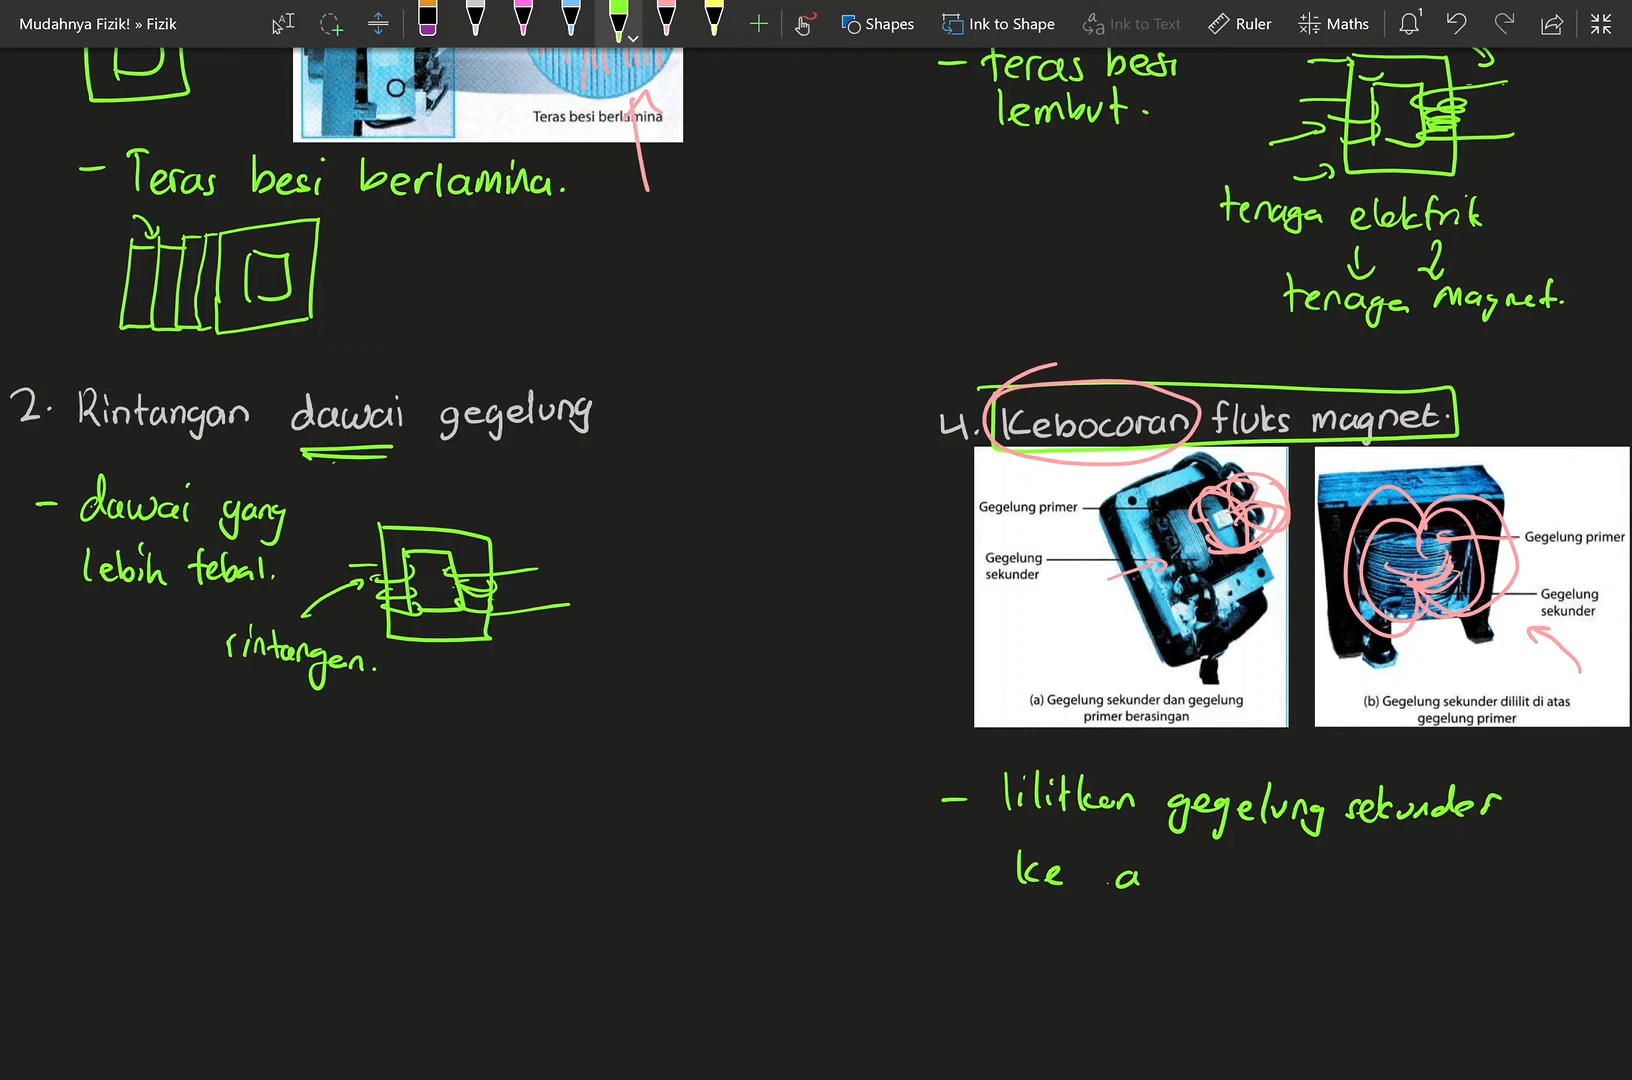 Mudahnya Fizik! » Fizik
Shapes
Ink to Shape
Ink to Text
Ruler
Maths
1
Teras besi berlamina
- Teras besi berlamina.
2. Rintangan dawai gegelung
- dawai yang
lebih tebal.
rintangan.
- teras besi
lembut.
tenaga elektrik
tenaga magnet.
4. Kebocoran fluks magnet.
Gegelung primer
Gegelung
sekunder
(a) Gegelung sekunder dan gegelung
primer berasingan
Gegelung primer
Gegelung
sekunder
(b) Gegelung sekunder dililit di atas
gegelung primer
- lilitkan gegelung sekunder
ke a